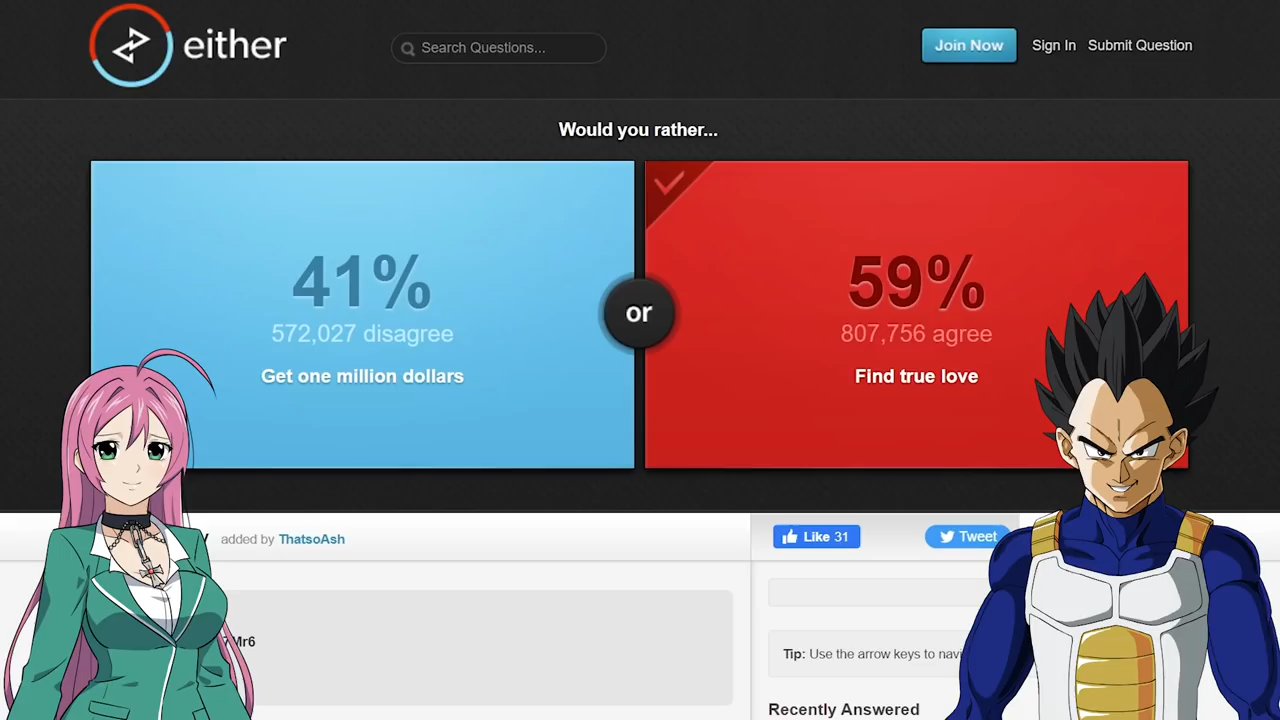 either
Search Questions...
Join Now
Sign In
Submit Question
Would you rather...
41%
572,027 disagree
Get one million dollars
or
59%
807,756 agree
Find true love
added by ThatsoAsh
Like 31
Tweet
Mr6
Tip: Use the arrow keys to navi
Recently Answered